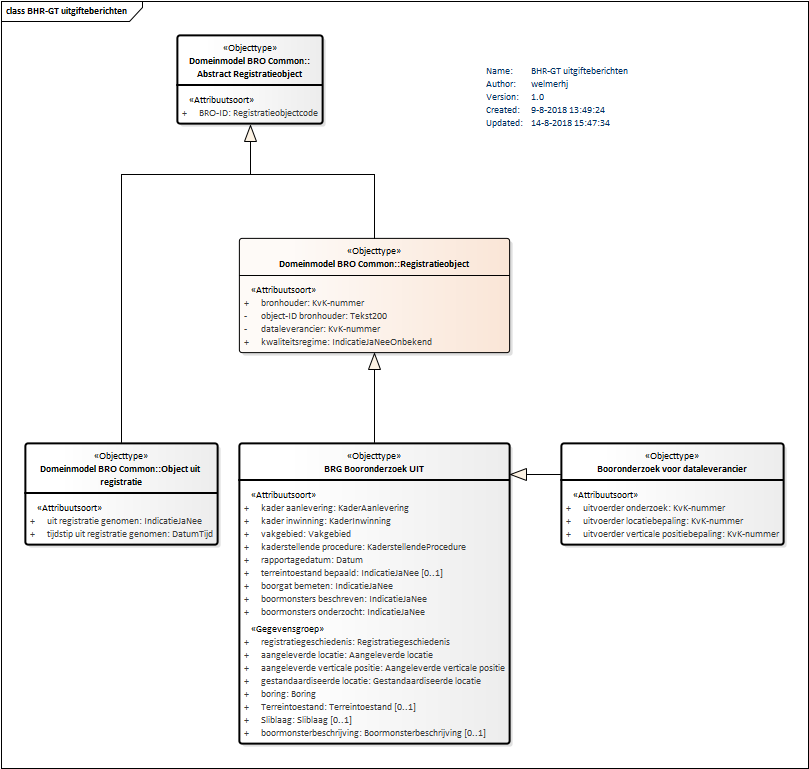 class BHR-GT uitgifteberichten
«Objecttype»
Domeinmodel BRO Common::
Abstract Registratieobject
«Attribuutsoort»
+ BRO-ID: Registratieobjectcode
Name: BHR-GT uitgifteberichten
Author: welmerhj
Version: 1.0
Created: 9-8-2018 13:49:24
Updated: 14-8-2018 15:47:34
«Objecttype»
Domeinmodel BRO Common::Registratieobject
«Attribuutsoort»
+ bronhouder: KvK-nummer
- object-ID bronhouder: Tekst200
- dataleverancier: KvK-nummer
+ kwaliteitsregime: IndicatieJaNeeOnbekend
«Objecttype»
Domeinmodel BRO Common::Object uit
registratie
«Attribuutsoort»
+ uit registratie genomen: IndicatieJaNee
+ tijdstip uit registratie genomen: DatumTijd
«Objecttype»
BRG Booronderzoek UIT
«Attribuutsoort»
+ kader aanlevering: KaderAanlevering
+ kader inwinning: KaderInwinning
+ vakgebied: Vakgebied
+ kaderstellende procedure: KaderstellendeProcedure
+ rapportagedatum: Datum
+ terreintoestand bepaald: IndicatieJaNee [0..1]
+ boorgat bemeten: IndicatieJaNee
+ boormonsters beschreven: IndicatieJaNee
+ boormonsters onderzocht: IndicatieJaNee
«Gegevensgroep»
+ registratiegeschiedenis: Registratiegeschiedenis
+ aangeleverde locatie: Aangeleverde locatie
+ aangeleverde verticale positie: Aangeleverde verticale positie
+ gestandaardiseerde locatie: Gestandaardiseerde locatie
+ boring: Boring
+ Terreintoestand: Terreintoestand [0..1]
+ Sliblaag: Sliblaag [0..1]
+ boormonsterbeschrijving: Boormonsterbeschrijving [0..1]
«Objecttype»
Booronderzoek voor dataleverancier
«Attribuutsoort»
+ uitvoerder onderzoek: KvK-nummer
+ uitvoerder locatiebepaling: KvK-nummer
+ uitvoerder verticale positiebepaling: KvK-nummer